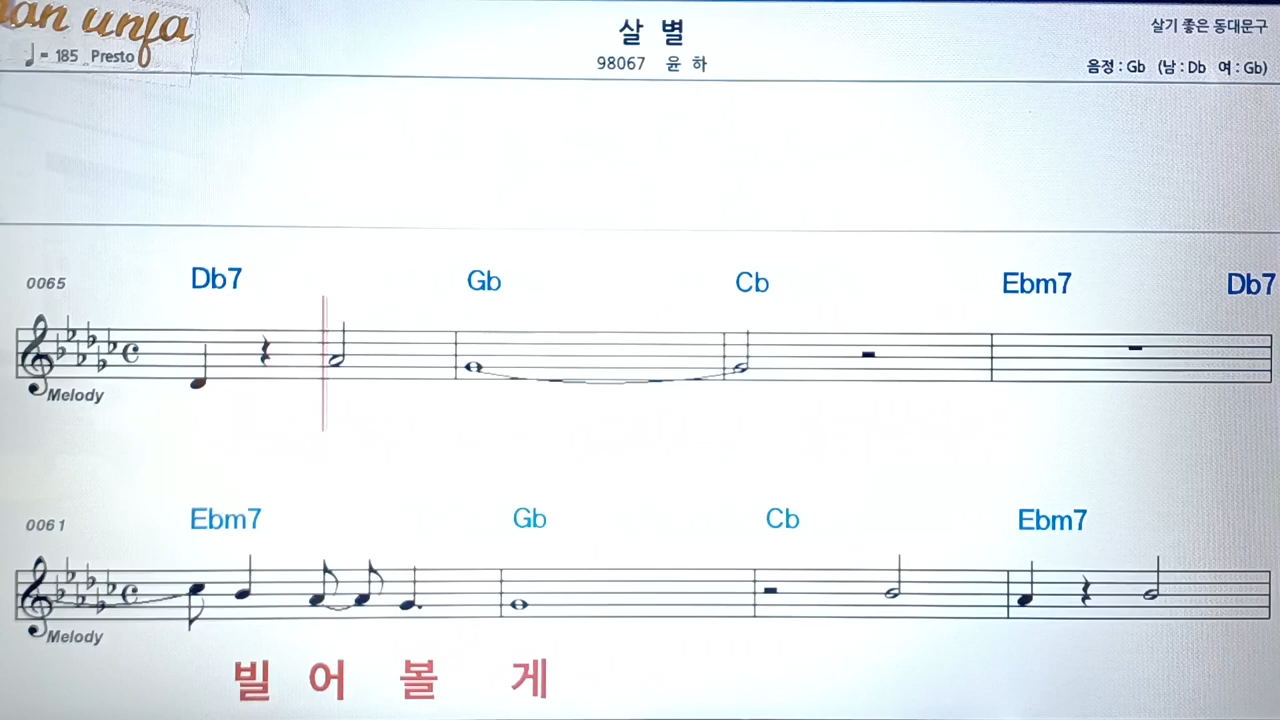 ♩= 185 Presto
살 별
98067 윤 하
살기 좋은 동대문구
음정 : Gb (남 : Db 여 : Gb)
0065
Db7 Gb Cb Ebm7 Db7
Melody
0061
Ebm7 Gb Cb Ebm7
Melody
빌 어 볼 게